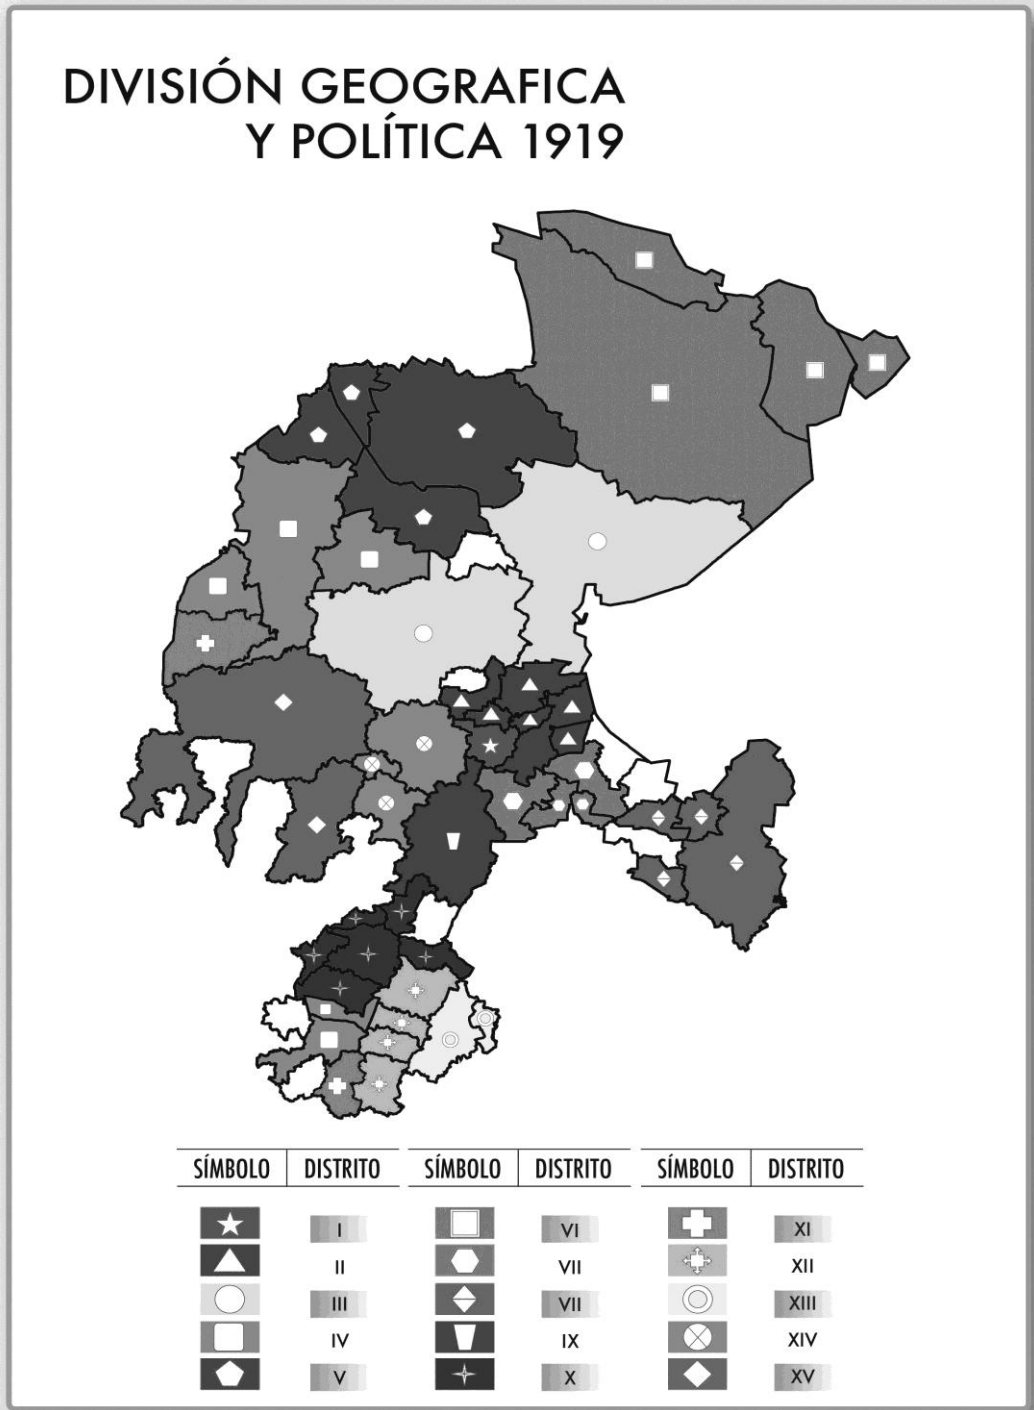 DIVISIÓN GEOGRAFICA
Y POLÍTICA 1919
SÍMBOLO DISTRITO SÍMBOLO DISTRITO SÍMBOLO DISTRITO
I VI XI
II VII XII
III VII XIII
IV IX XIV
V X XV